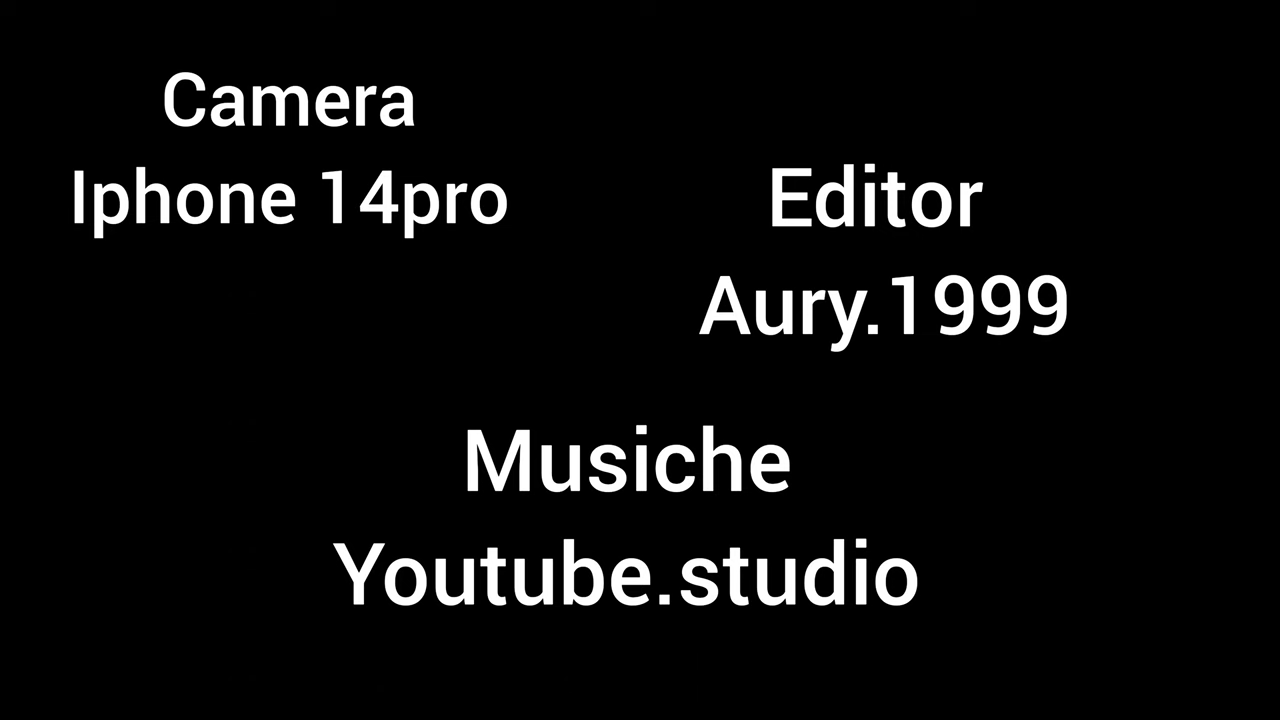 Camera
Iphone 14pro
Editor
Aury.1999
Musiche
Youtube.studio